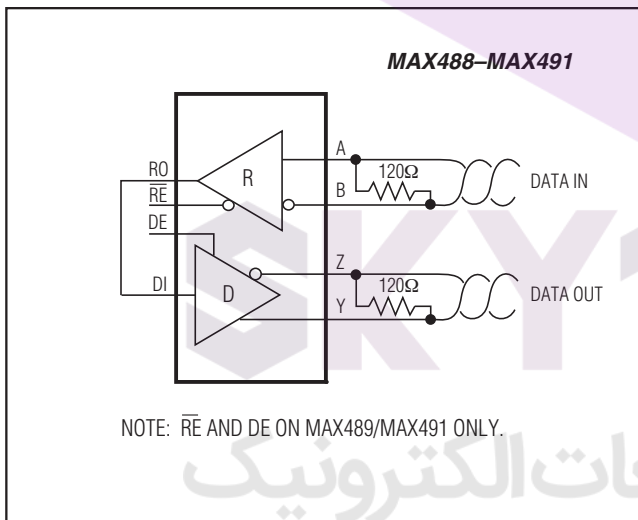 MAX488–MAX491
RO
RE
DE
DI
R
D
A
120Ω
B
DATA IN
Z
120Ω
Y
DATA OUT
NOTE: RE AND DE ON MAX489/MAX491 ONLY.
SKY
الکترونیک